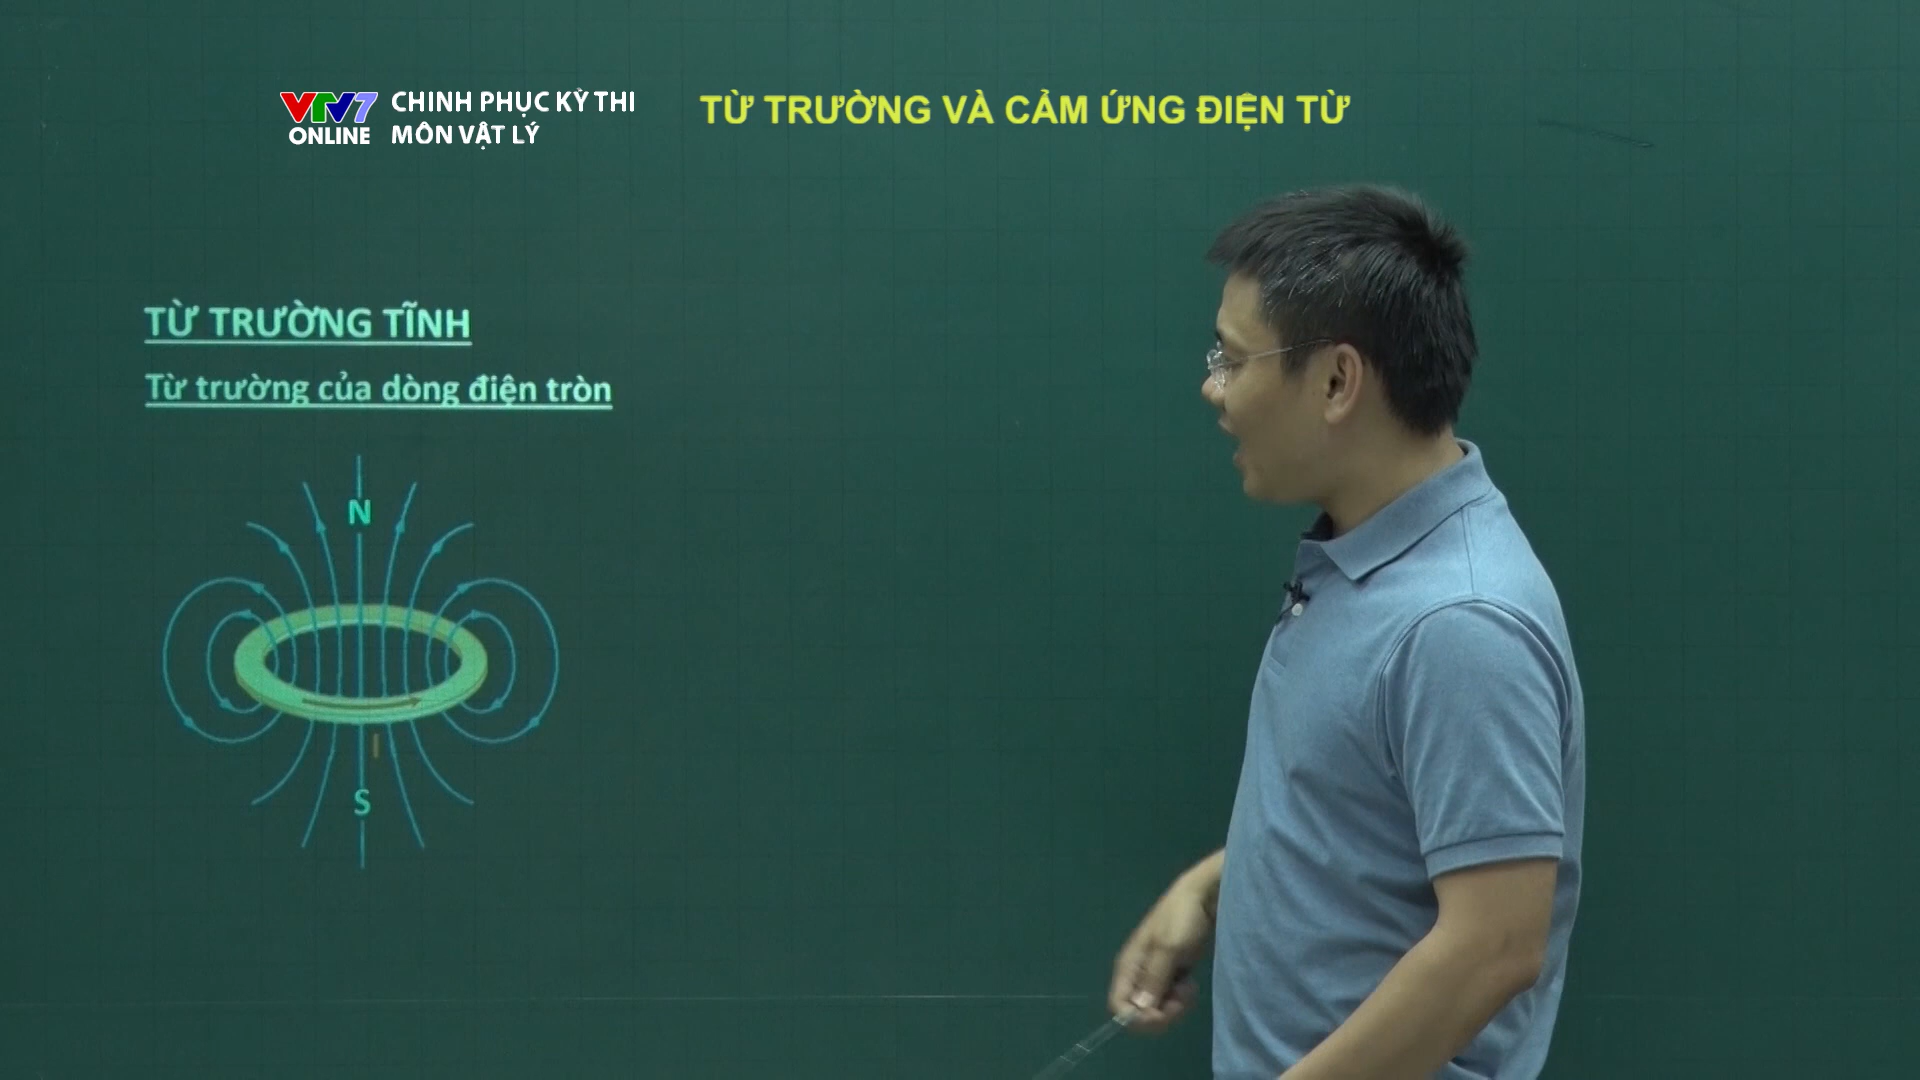 VTV7
ONLINE
CHINH PHỤC KỲ THI
MÔN VẬT LÝ
TỪ TRƯỜNG VÀ CẢM ỨNG ĐIỆN TỪ
TỪ TRƯỜNG TĨNH
Từ trường của dòng điện tròn
N
I
S